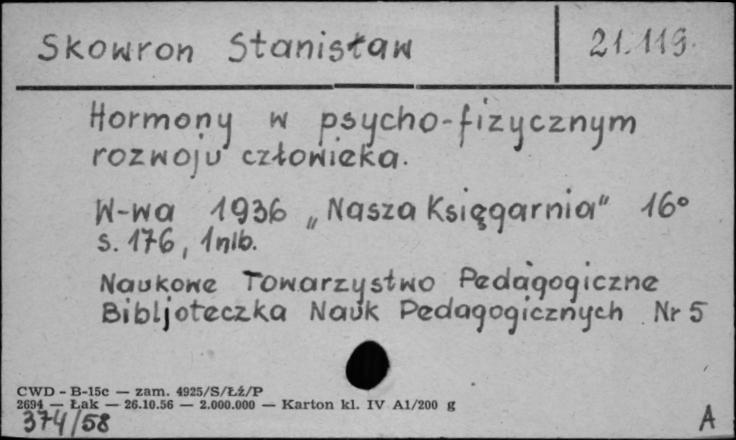 Skowron Stanisław 21.119.
Hormony w psycho-fizycznym
rozwoju człowieka.
W-wa 1936 „Nasza Księgarnia" 16°
s. 176, 1nlb.
Naukowe Towarzystwo Pedagogiczne
Bibljoteczka Nauk Pedagogicznych Nr 5
CWD - B-15c — zam. 4925/S/Łź/P
2694 — Łak — 26.10.56 — 2.000.000 — Karton kl. IV A1/200 g
374/58 A